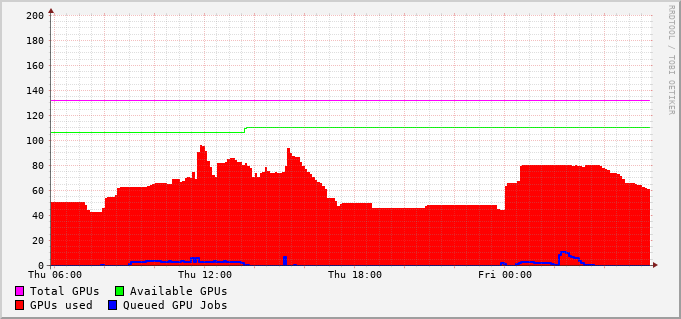 200
180
160
140
120
100
80
60
40
20
0
Thu 06:00 Thu 12:00 Thu 18:00 Fri 00:00
Total GPUs Available GPUs
GPUs used Queued GPU Jobs
RRDTOOL / TOBI OETIKER